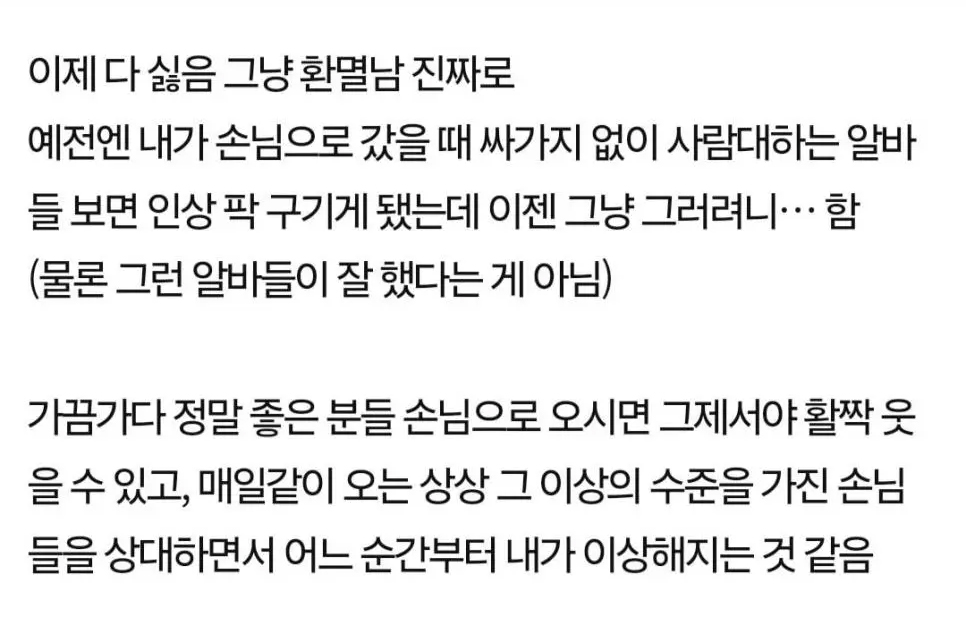 이제 다 싫음 그냥 환멸남 진짜로
예전엔 내가 손님으로 갔을 때 싸가지 없이 사람대하는 알바
들 보면 인상 팍 구기게 됐는데 이젠 그냥 그러려니… 함
(물론 그런 알바들이 잘 했다는 게 아님)
가끔가다 정말 좋은 분들 손님으로 오시면 그제서야 활짝 웃
을 수 있고, 매일같이 오는 상상 그 이상의 수준을 가진 손님
들을 상대하면서 어느 순간부터 내가 이상해지는 것 같음